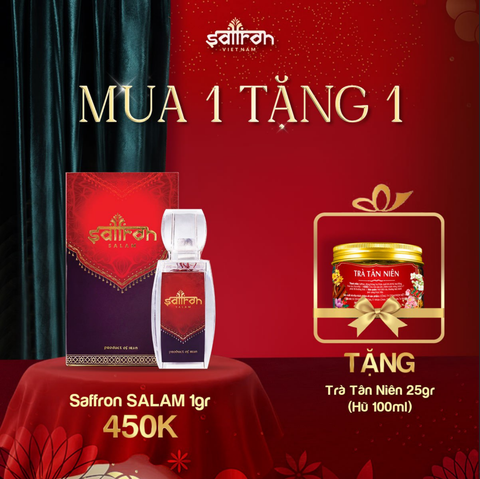 Saffron
VIỆT NAM
MUA 1 TẶNG 1
Saffron
SALAM
Saffron
SALAM
TRÀ TÂN NIÊN
TẶNG
Trà Tân Niên 25gr
(Hũ 100ml)
Saffron SALAM 1gr
450K